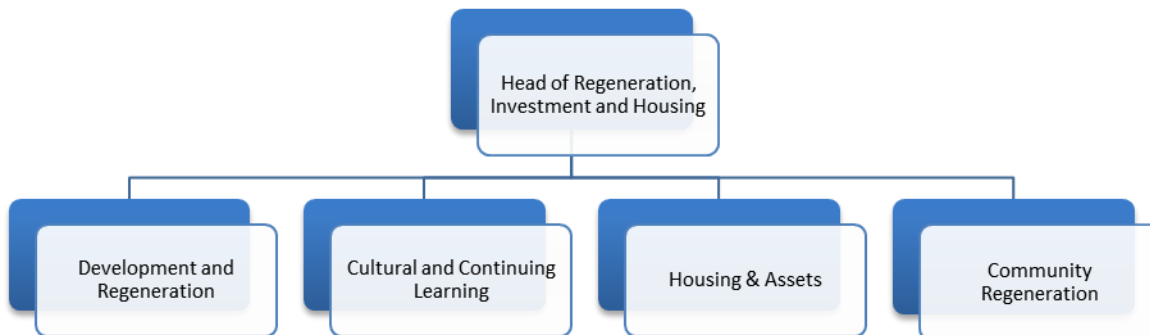 Head of Regeneration,
Investment and Housing
Development and
Regeneration
Cultural and Continuing
Learning
Housing & Assets
Community
Regeneration